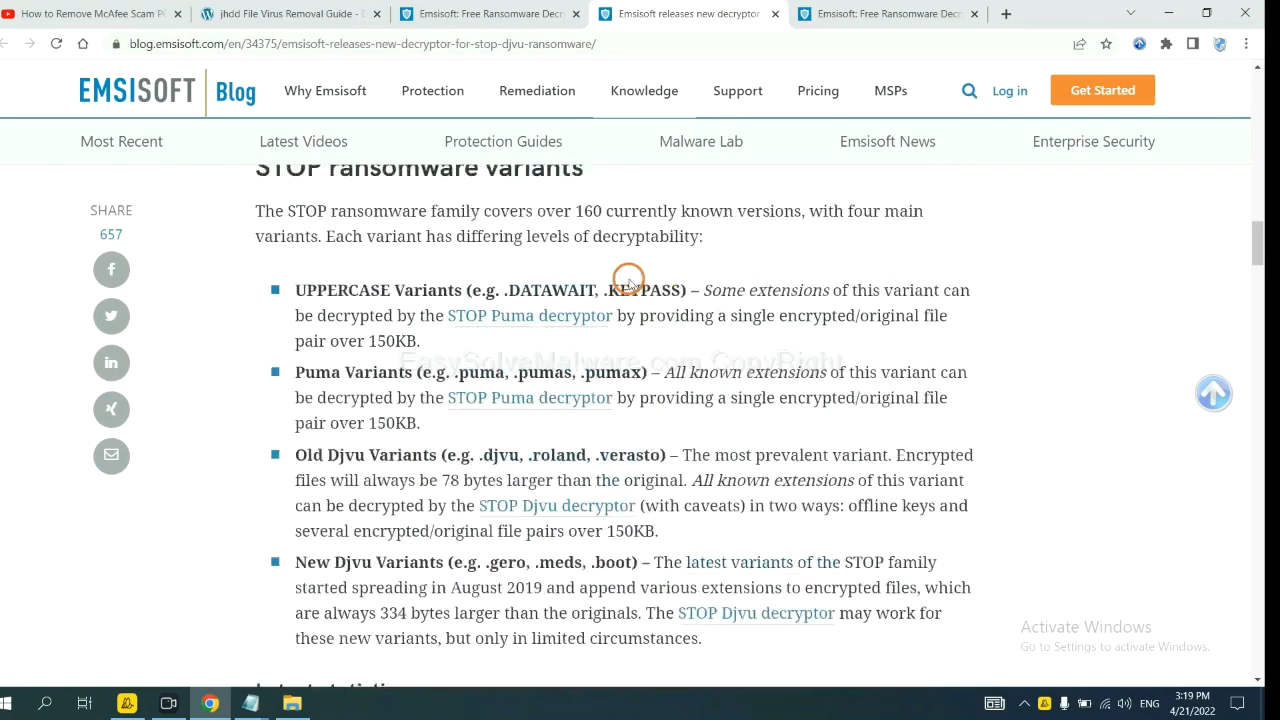 How to Remove McAfee Scam P
jhdd File Virus Removal Guide - D
Emsisoft: Free Ransomware Decr
Emsisoft releases new decryptor
Emsisoft: Free Ransomware Decr
blog.emsisoft.com/en/34375/emsisoft-releases-new-decryptor-for-stop-djvu-ransomware/
EMSISOFT Blog Why Emsisoft Protection Remediation Knowledge Support Pricing MSPs Log in Get Started
Most Recent Latest Videos Protection Guides Malware Lab Emsisoft News Enterprise Security
STOP ransomware variants
SHARE
657
The STOP ransomware family covers over 160 currently known versions, with four main
variants. Each variant has differing levels of decryptability:
UPPERCASE Variants (e.g. .DATAWAIT, .KEYPASS) – Some extensions of this variant can
be decrypted by the STOP Puma decryptor by providing a single encrypted/original file
pair over 150KB.
EasySolveMalware.com CopyRight
Puma Variants (e.g. .puma, .pumas, .pumax) – All known extensions of this variant can
be decrypted by the STOP Puma decryptor by providing a single encrypted/original file
pair over 150KB.
Old Djvu Variants (e.g. .djvu, .roland, .verasto) – The most prevalent variant. Encrypted
files will always be 78 bytes larger than the original. All known extensions of this variant
can be decrypted by the STOP Djvu decryptor (with caveats) in two ways: offline keys and
several encrypted/original file pairs over 150KB.
New Djvu Variants (e.g. .gero, .meds, .boot) – The latest variants of the STOP family
started spreading in August 2019 and append various extensions to encrypted files, which
are always 334 bytes larger than the originals. The STOP Djvu decryptor may work for
these new variants, but only in limited circumstances.
Activate Windows
Go to Settings to activate Windows.
ENG
3:19 PM
4/21/2022